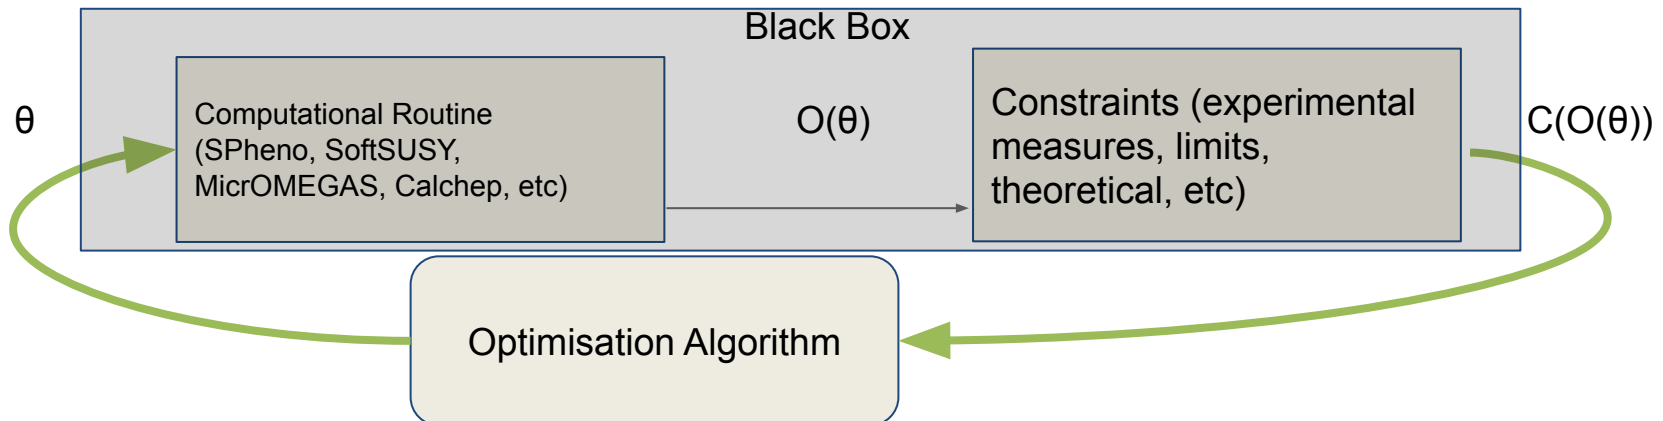 Black Box
θ
Computational Routine
(SPheno, SoftSUSY,
MicrOMEGAS, Calchep, etc)
O(θ)
Constraints (experimental
measures, limits,
theoretical, etc)
C(O(θ))
Optimisation Algorithm